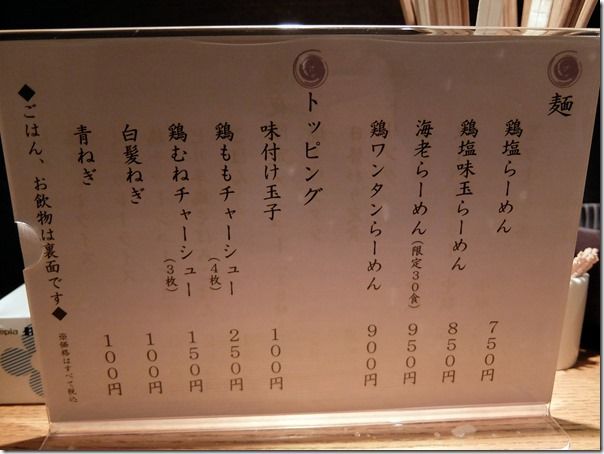 麺
鶏塩らーめん 750円
鶏塩味玉らーめん 850円
海老らーめん(限定30食) 950円
鶏ワンタンらーめん 900円
トッピング
味付け玉子 100円
鶏ももチャーシュー(4枚) 250円
鶏むねチャーシュー(3枚) 150円
白髪ねぎ 100円
青ねぎ 100円
◆ごはん、お飲物は裏面です◆
※価格はすべて税込
epia